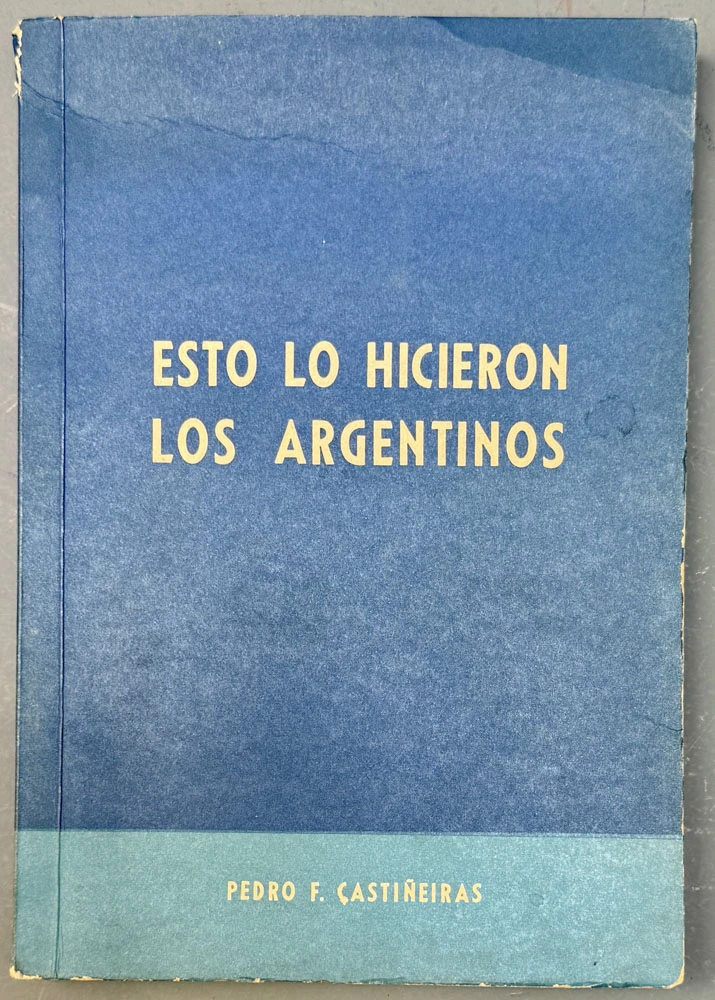 ESTO LO HICIERON
LOS ARGENTINOS
PEDRO F. ÇASTIÑEIRAS